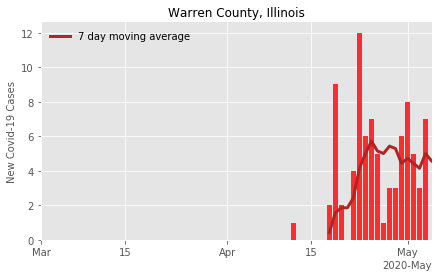 Warren County, Illinois
7 day moving average
New Covid-19 Cases
12
10
8
6
4
2
0
Mar 15 Apr 15 May
2020-May